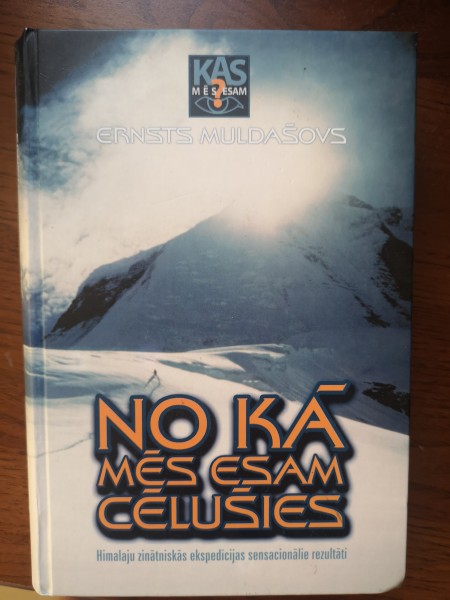 KAS
MĒS ESAM
?
ERNSTS MULDAŠOVS
NO KĀ
MĒS ESAM
CĒLUŠIES
Himalaju zinātniskās ekspedīcijas sensacionālie rezultāti